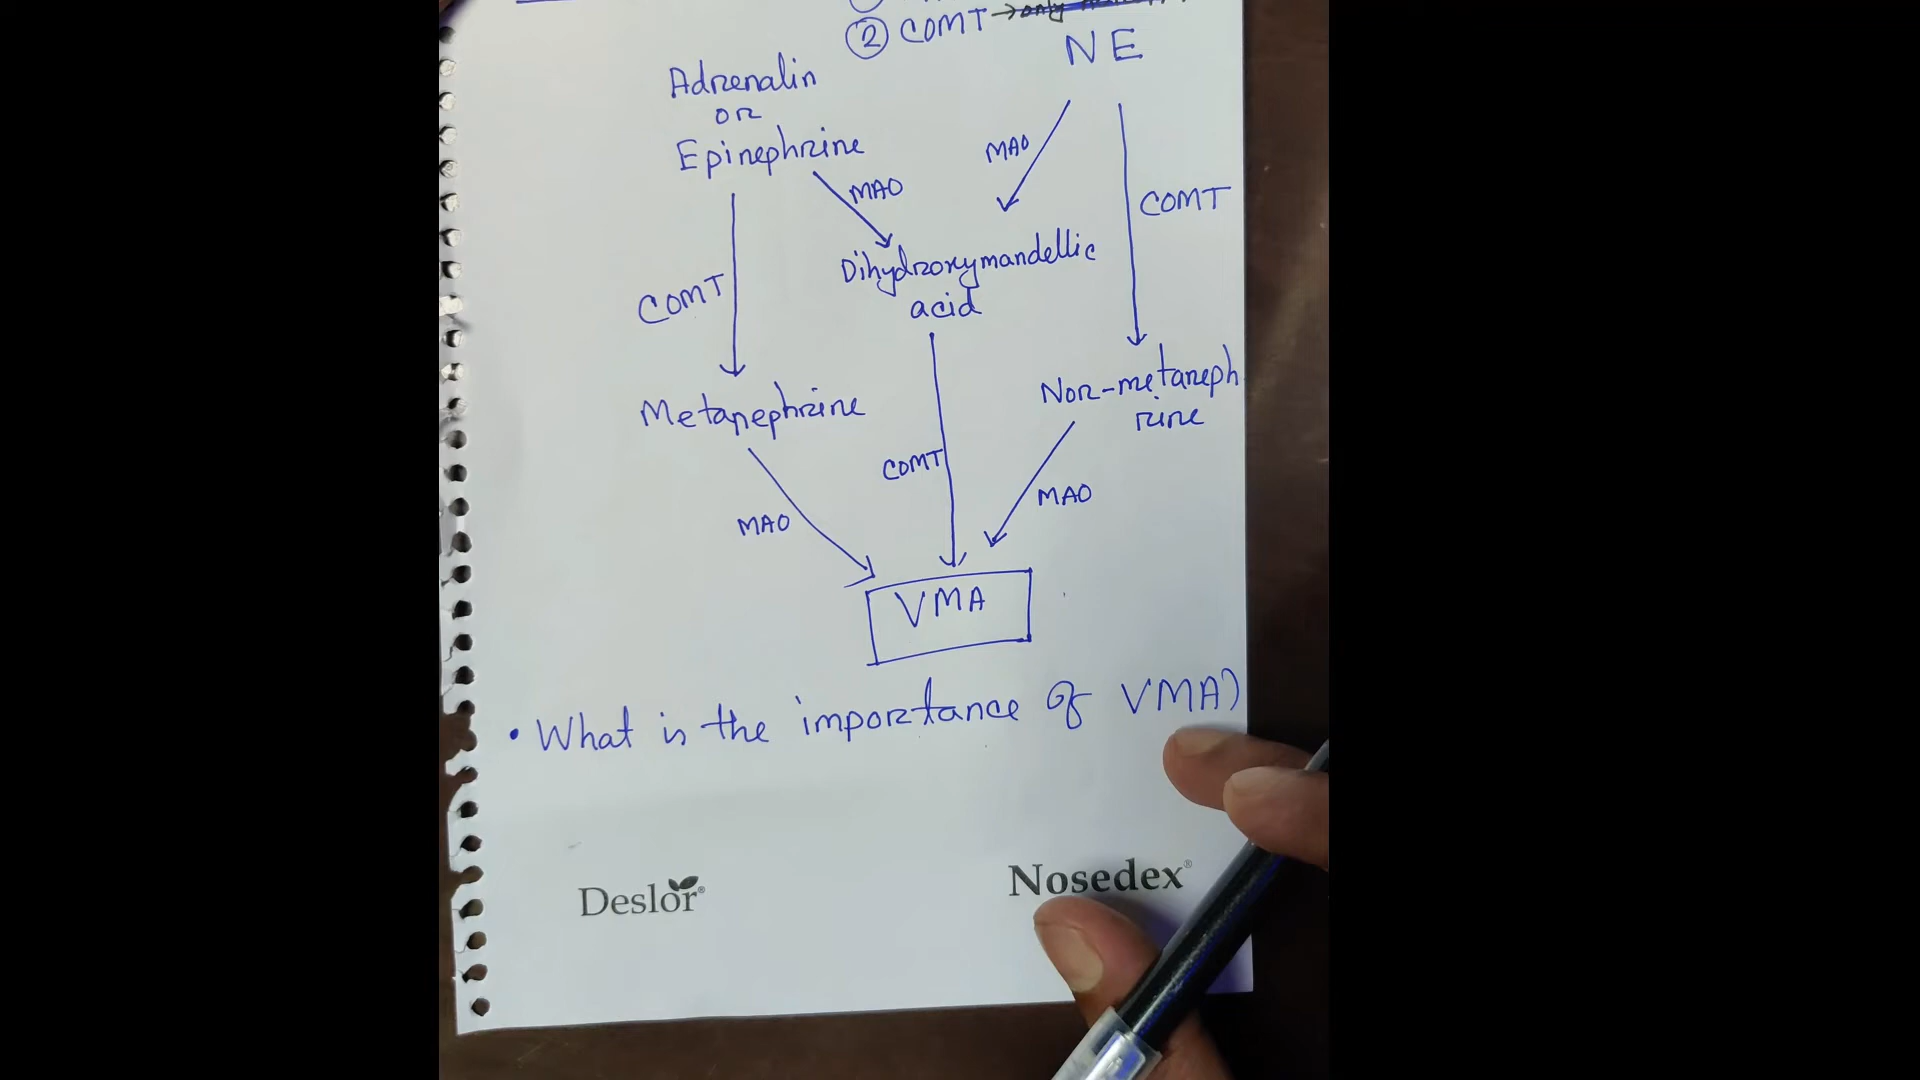 ② COMT → only
NE
Adrenalin
or
Epinephrine
MAO
MAO
COMT
Dihydroxymandellic
acid
COMT
Nor-metaneph
rine
Metanephrine
COMT
MAO
MAO
VMA
• What is the importance of VMA?
Deslor®
Nosedex®